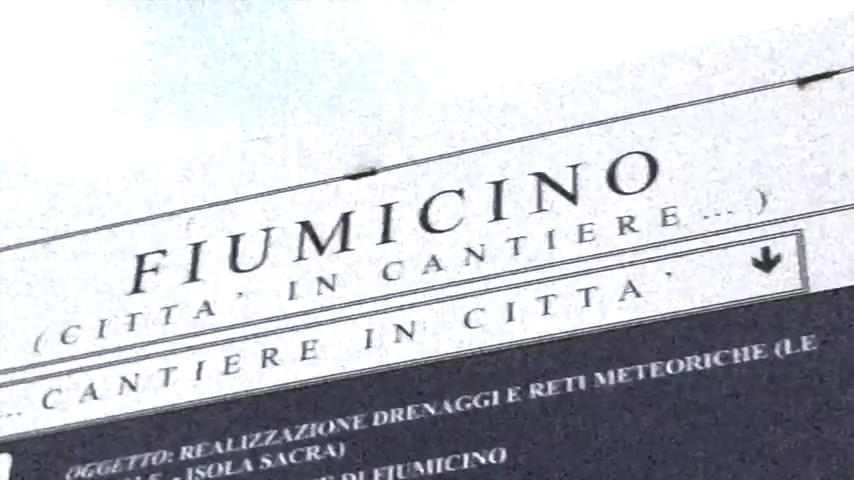 FIUMICINO
(CITTA' IN CANTIERE...)
... CANTIERE IN CITTA'
OGGETTO: REALIZZAZIONE DRENAGGI E RETI METEORICHE (LE
- ISOLA SACRA)
DI FIUMICINO